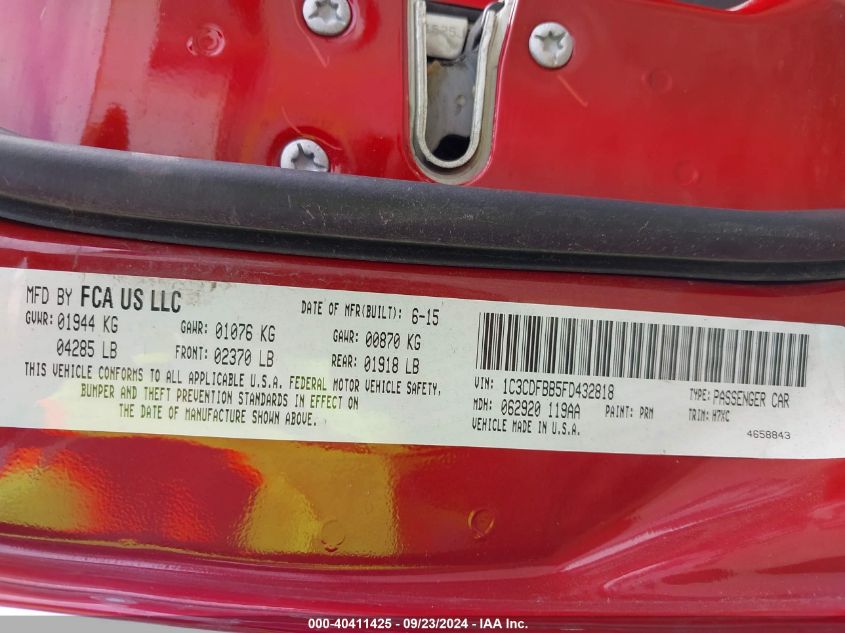 MFD BY FCA US LLC
DATE OF MFR(BUILT): 6-15
GVWR: 01944 KG GAWR: 01076 KG GAWR: 00870 KG
04285 LB FRONT: 02370 LB REAR: 01918 LB
THIS VEHICLE CONFORMS TO ALL APPLICABLE U.S.A. FEDERAL MOTOR VEHICLE SAFETY,
BUMPER AND THEFT PREVENTION STANDARDS IN EFFECT ON
THE DATE OF MANUFACTURE SHOWN ABOVE.
VIN: 1C3CDFBB5FD432818 TYPE: PASSENGER CAR
MDH: 062920 119AA PAINT: PRM TRIM: H7XC
VEHICLE MADE IN U.S.A.
4658843
000-40411425 - 09/23/2024 - IAA Inc.